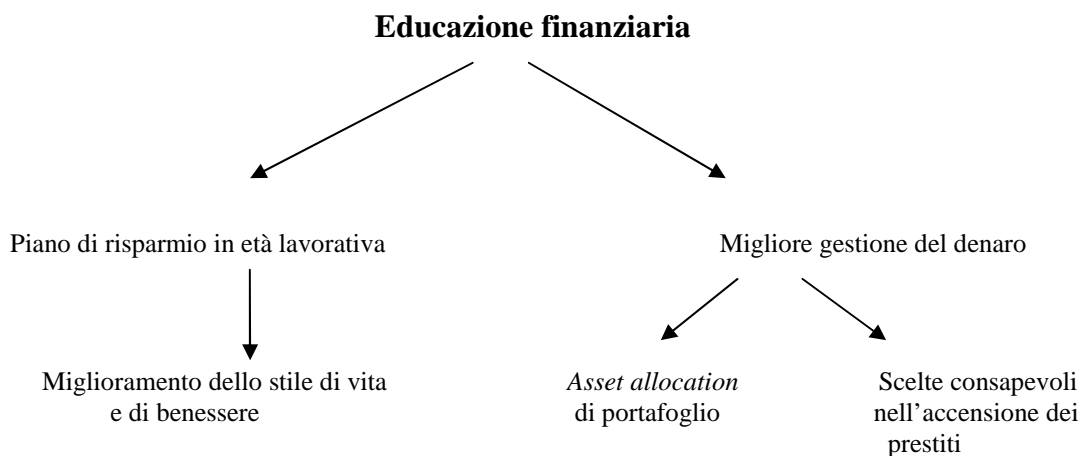 Educazione finanziaria
Piano di risparmio in età lavorativa
Migliore gestione del denaro
Miglioramento dello stile di vita
e di benessere
Asset allocation
di portafoglio
Scelte consapevoli
nell’accensione dei
prestiti